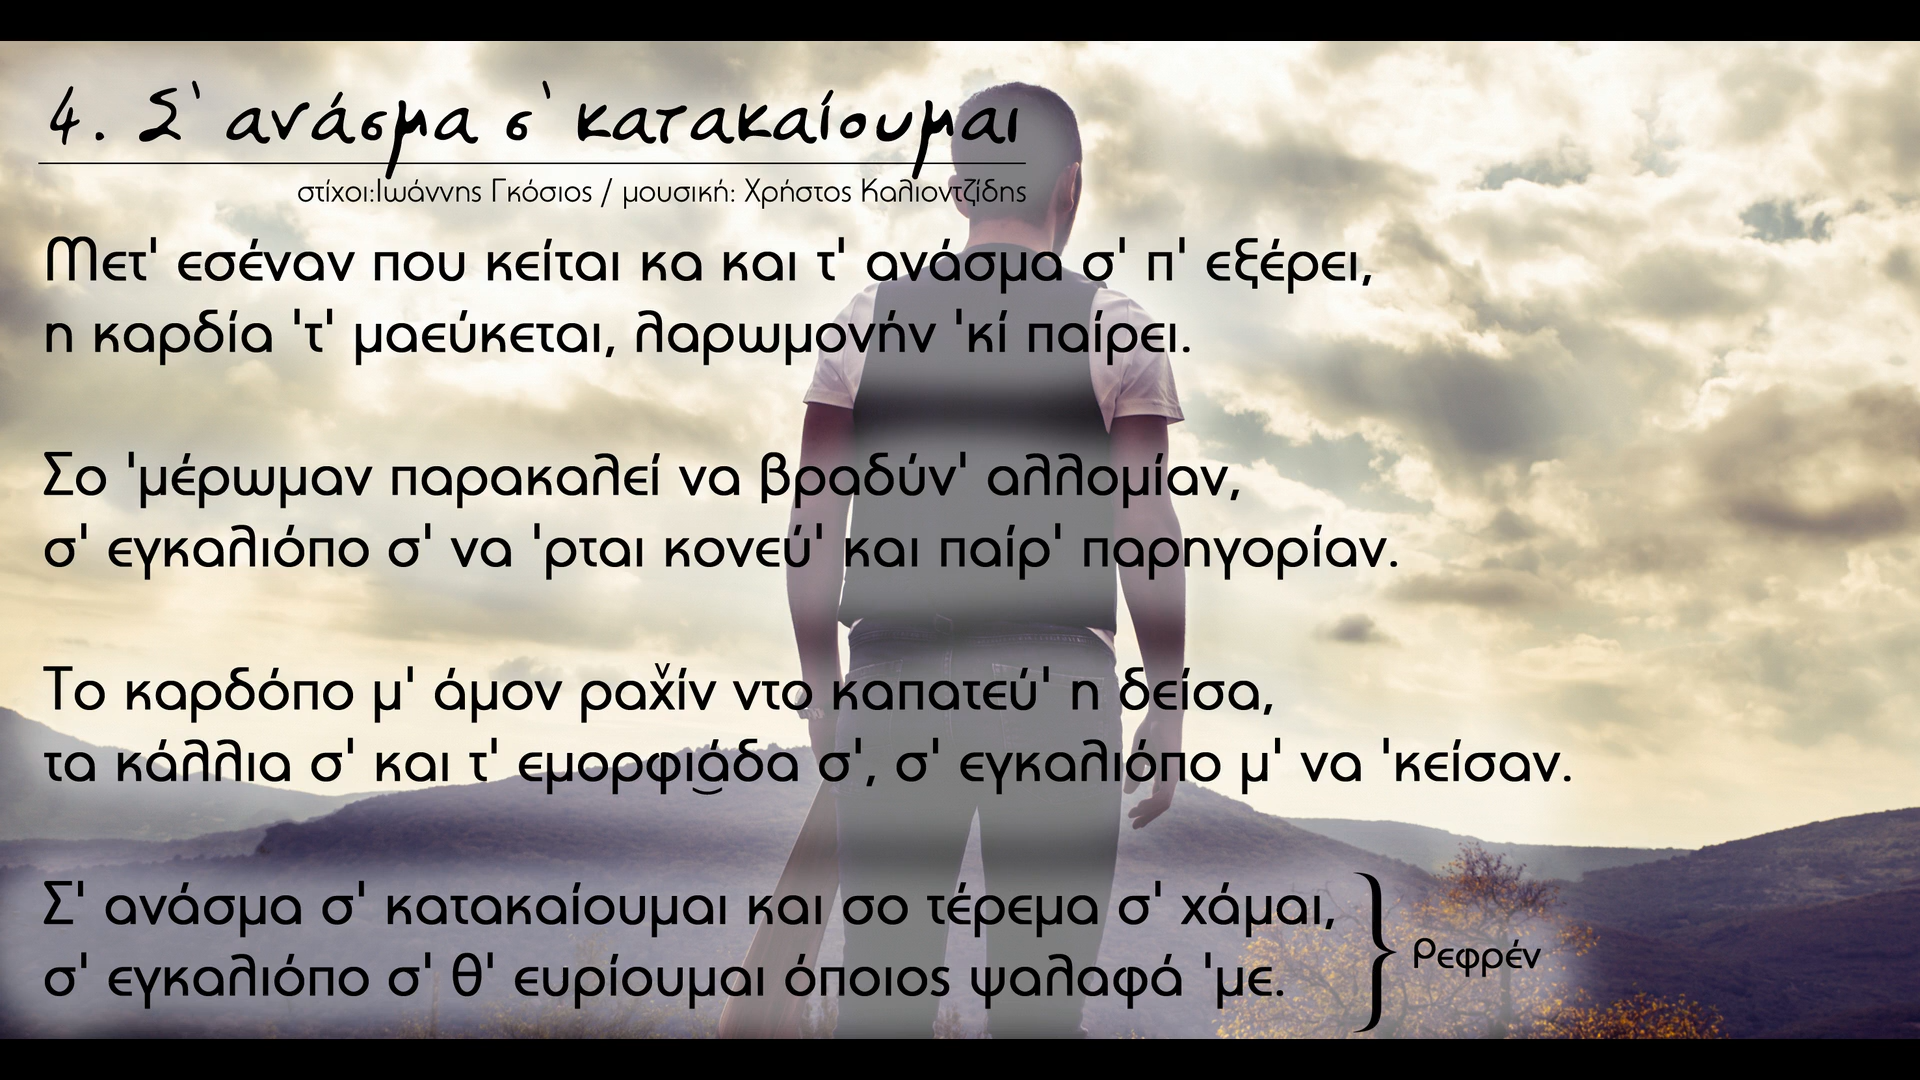 4. Σ' ανάσμα σ' κατακαίουμαι
στίχοι:Ιωάννης Γκόσιος / μουσική: Χρήστος Καλιοντζίδης
Μετ' εσέναν που κείται κα και τ' ανάσμα σ' π' εξέρει,
η καρδία 'τ' μαεύκεται, λαρωμονήν 'κί παίρει.
Σο 'μέρωμαν παρακαλεί να βραδύν' αλλομίαν,
σ' εγκαλιόπο σ' να 'ρται κονεύ' και παίρ' παρηγορίαν.
Το καρδόπο μ' άμον ραχ̌ίν ντο καπατεύ' η δείσα,
τα κάλλια σ' και τ' εμορφιά̮δα σ', σ' εγκαλιόπο μ' να 'κείσαν.
Σ' ανάσμα σ' κατακαίουμαι και σο τέρεμα σ' χάμαι,
σ' εγκαλιόπο σ' θ' ευρίουμαι όποιος ψαλαφά 'με.
Ρεφρέν